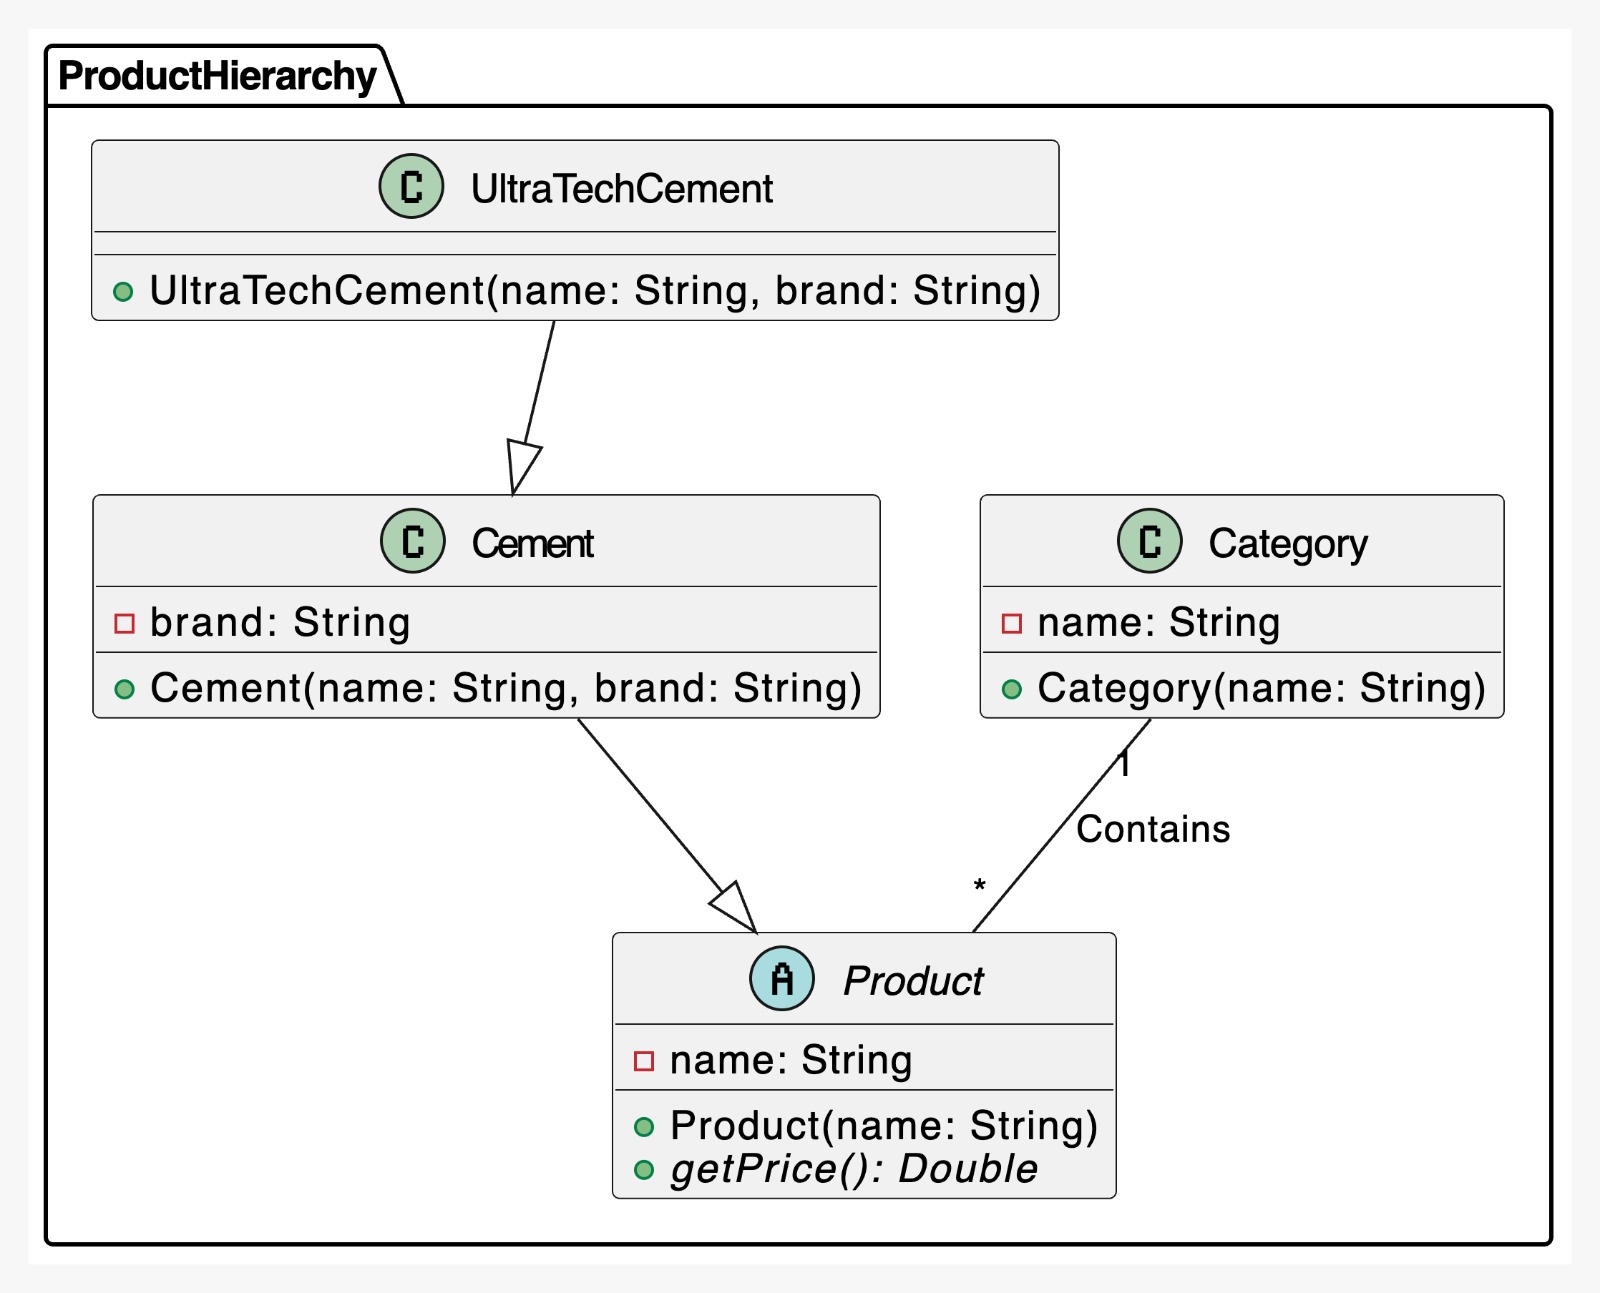 ProductHierarchy
C UltraTechCement
UltraTechCement(name: String, brand: String)
C Cement
brand: String
Cement(name: String, brand: String)
C Category
name: String
Category(name: String)
1
Contains
*
A Product
name: String
Product(name: String)
getPrice(): Double